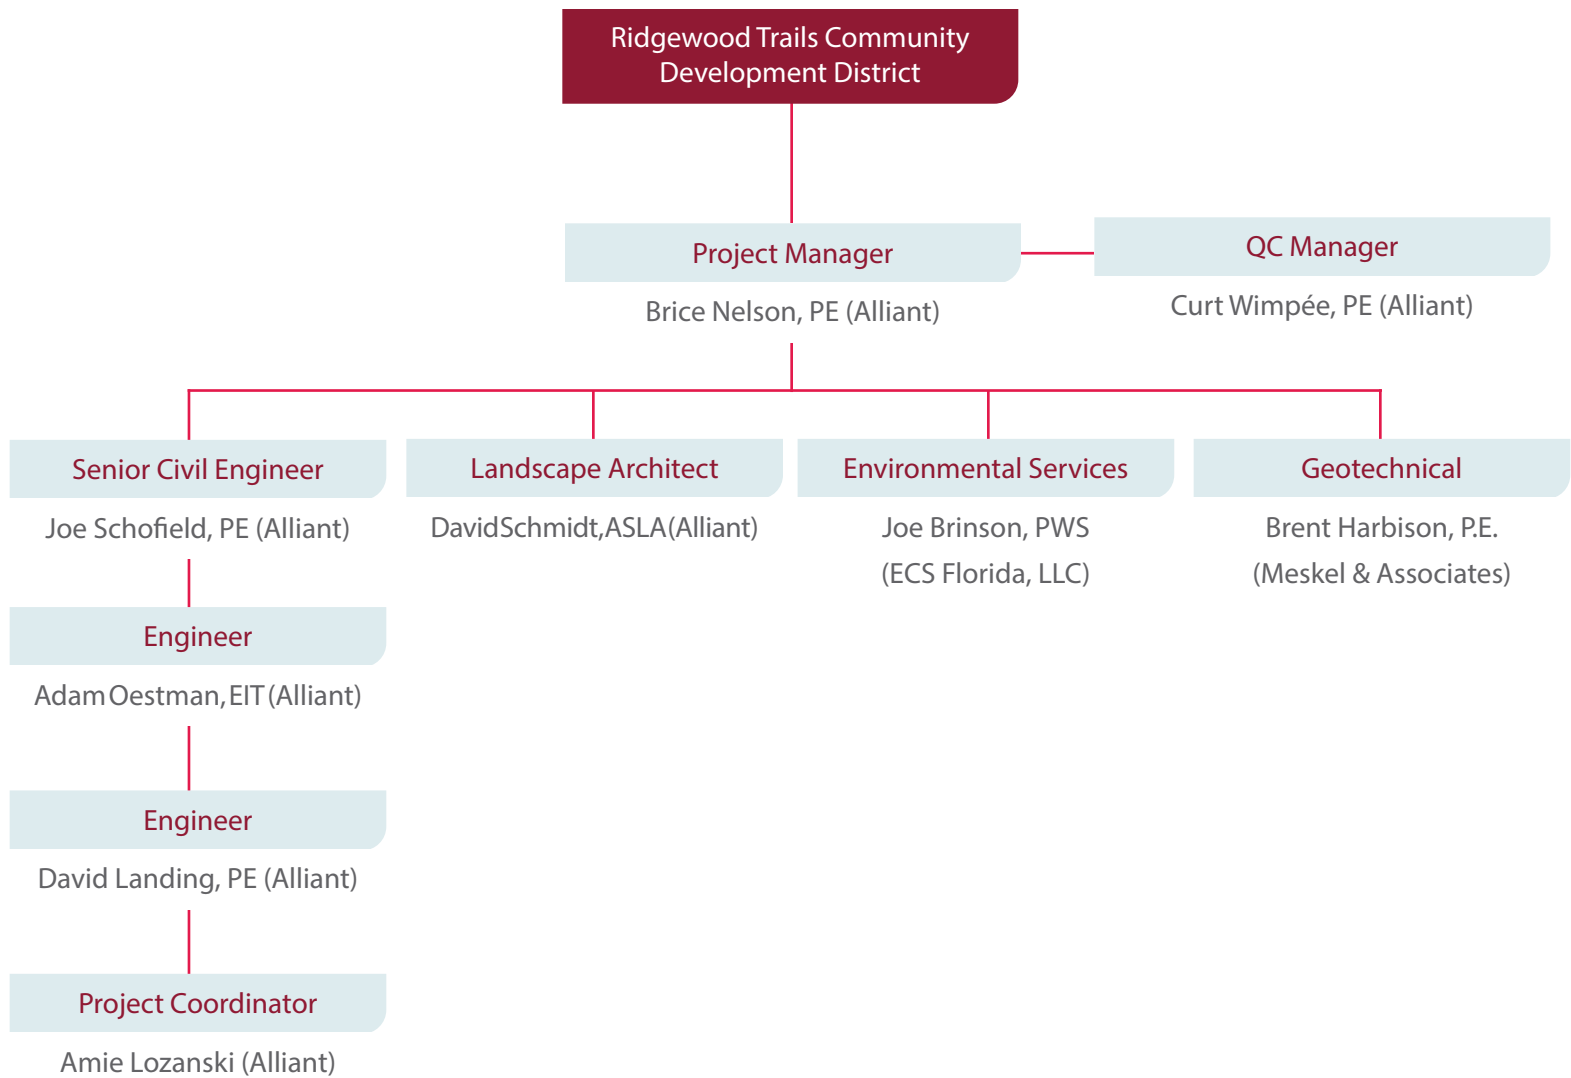 Ridgewood Trails Community
Development District
Project Manager
Brice Nelson, PE (Alliant)
QC Manager
Curt Wimpée, PE (Alliant)
Senior Civil Engineer
Joe Schofield, PE (Alliant)
Landscape Architect
David Schmidt, ASLA (Alliant)
Environmental Services
Joe Brinson, PWS
(ECS Florida, LLC)
Geotechnical
Brent Harbison, P.E.
(Meskel & Associates)
Engineer
Adam Oestman, EIT (Alliant)
Engineer
David Landing, PE (Alliant)
Project Coordinator
Amie Lozanski (Alliant)